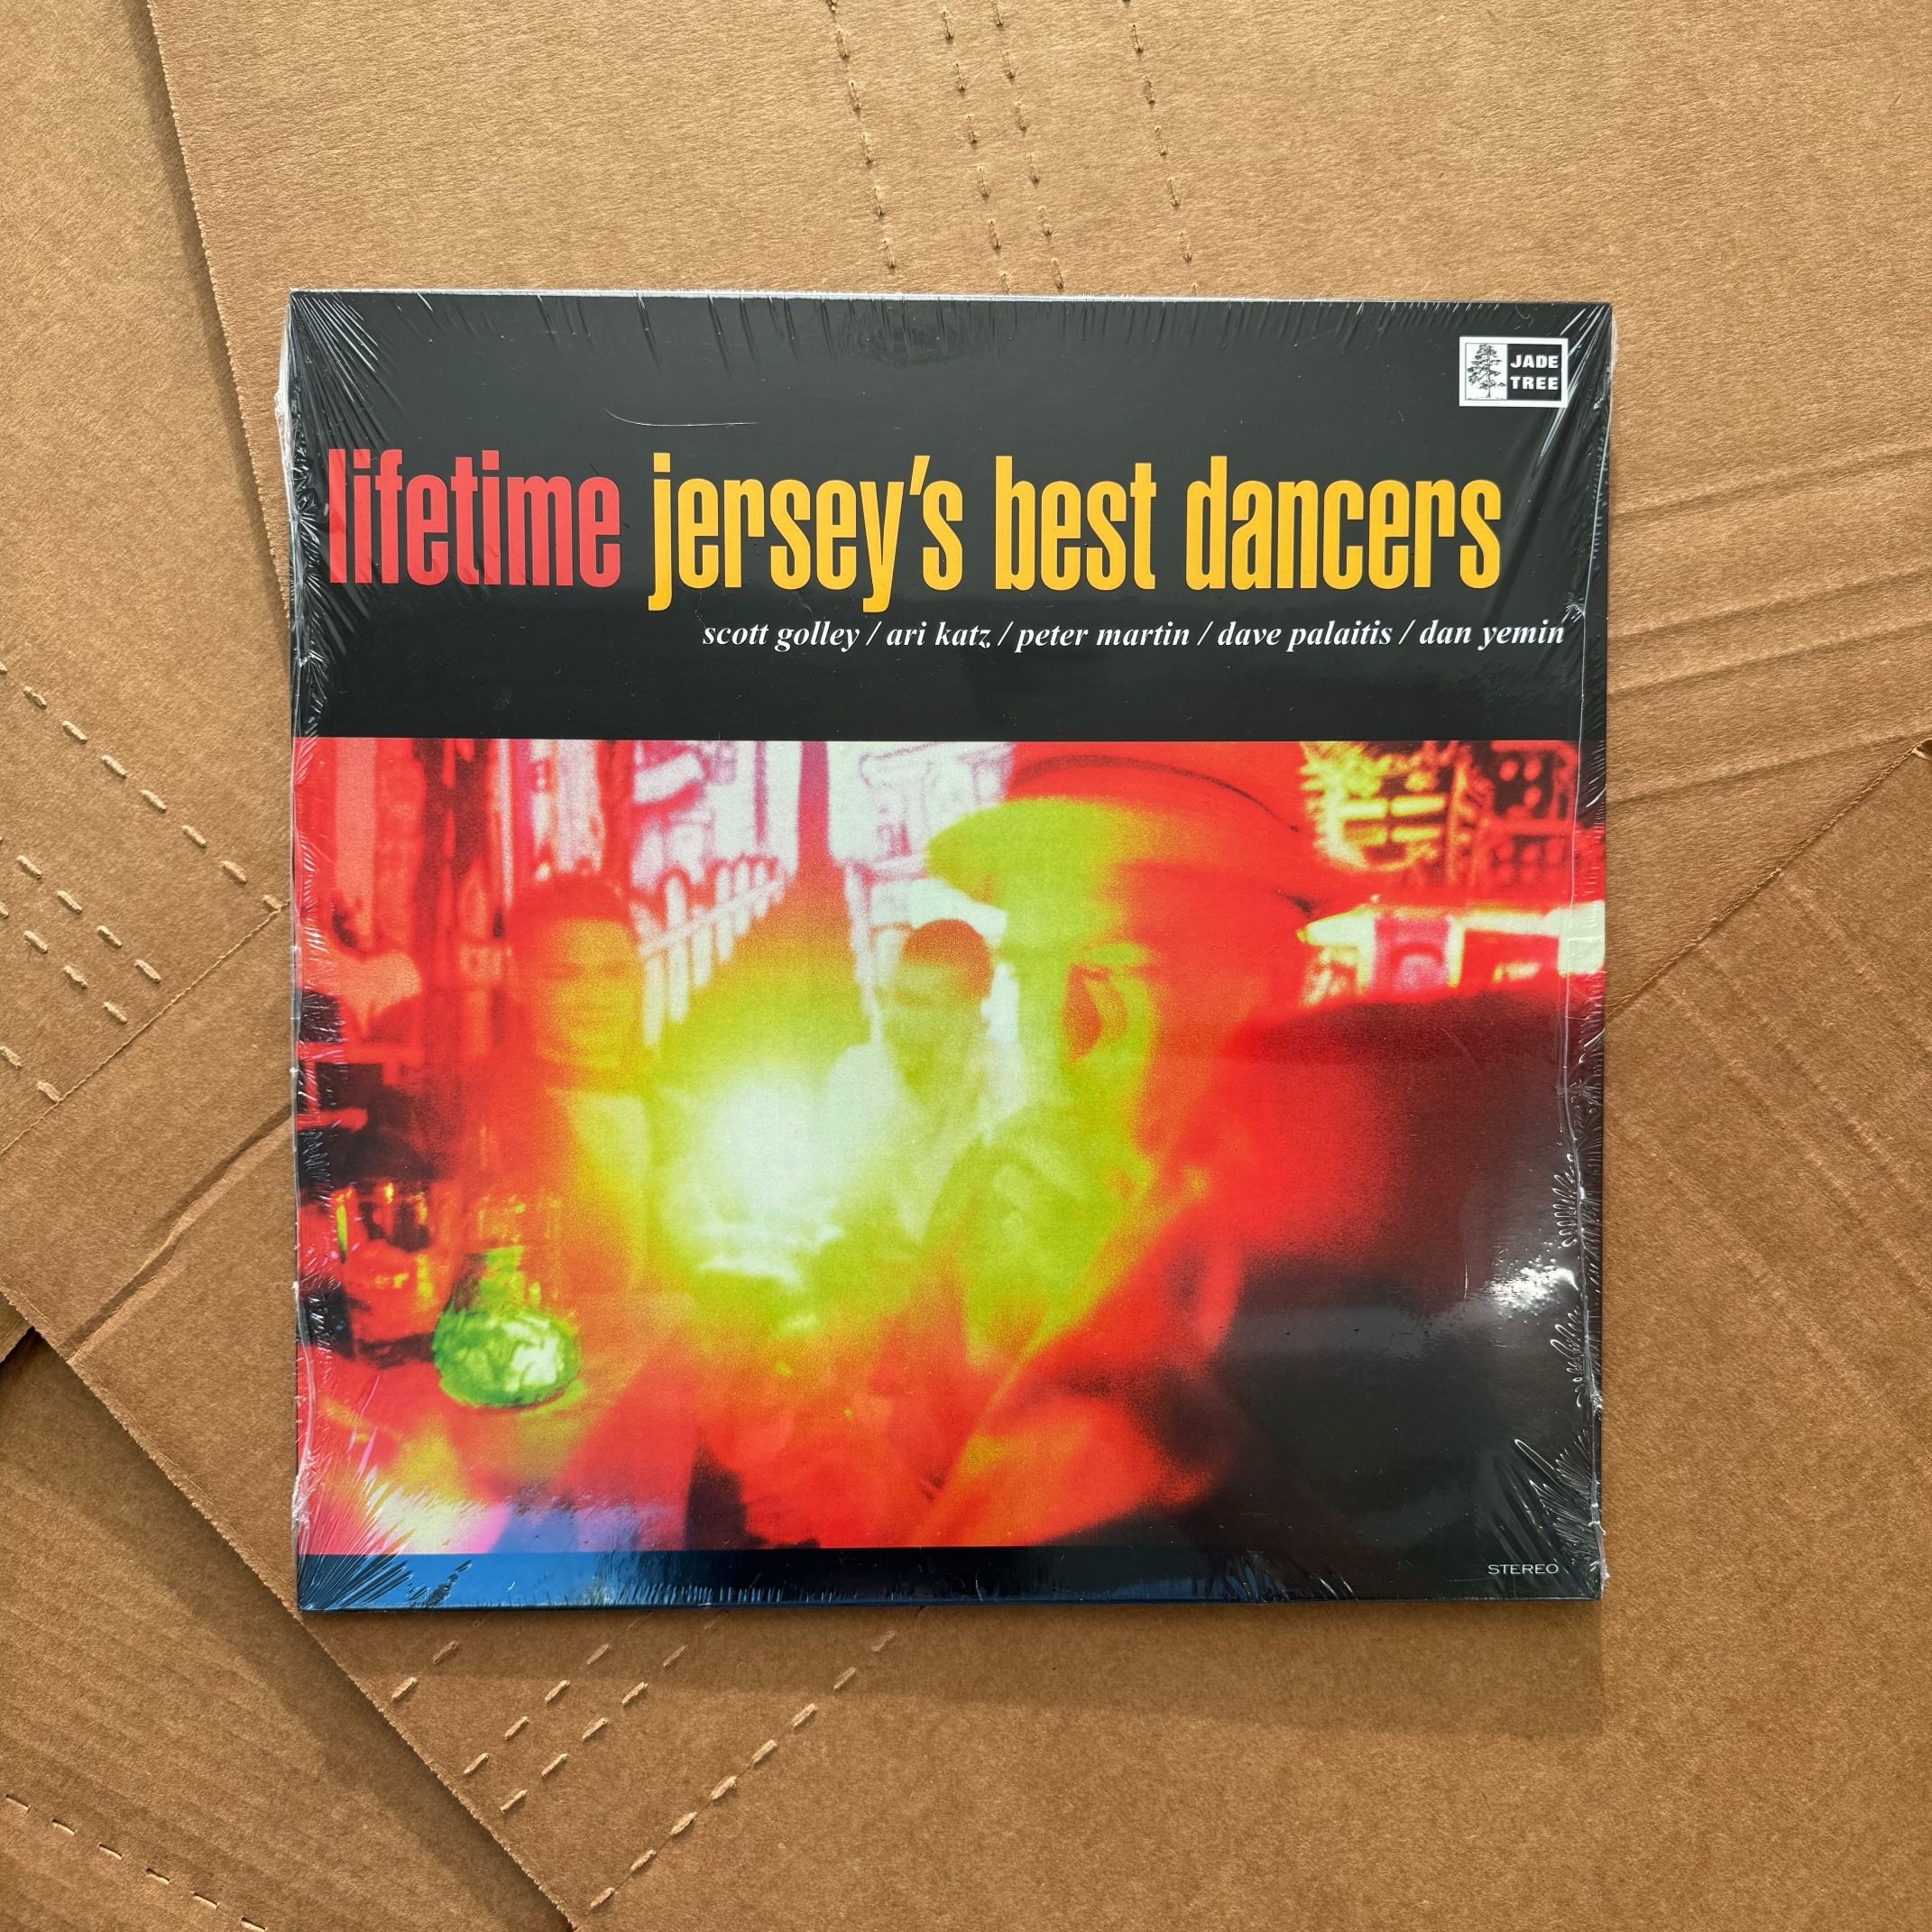 JADE
TREE
lifetime jersey's best dancers
scott golley / ari katz / peter martin / dave palaitis / dan yemin
STEREO